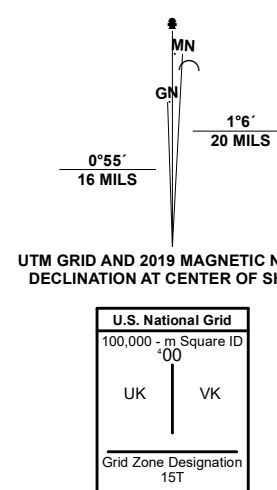 MN
GN
1°6´
20 MILS
0°55´
16 MILS
UTM GRID AND 2019 MAGNETIC N
DECLINATION AT CENTER OF SH
U.S. National Grid
100,000 - m Square ID
⁴00
UK VK
Grid Zone Designation
15T